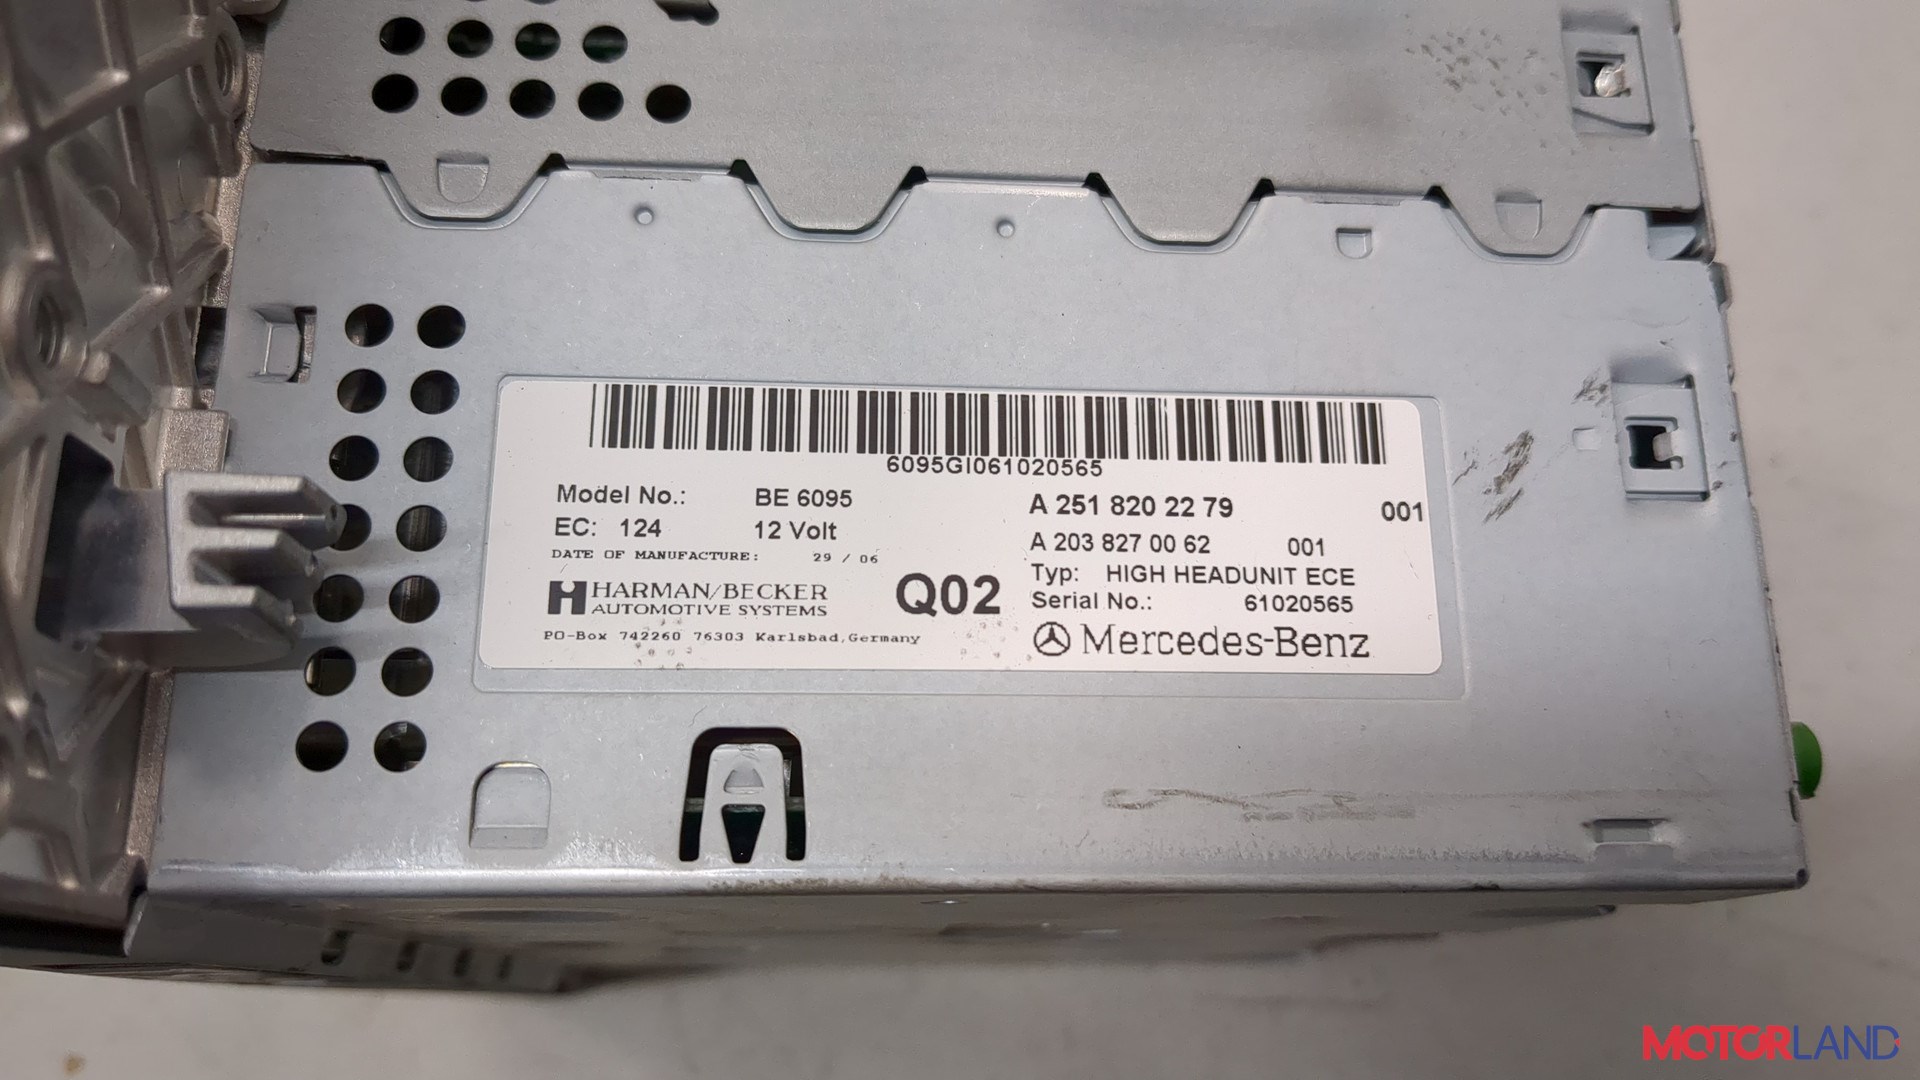 6095GI061020565
Model No.: BE 6095
EC: 124 12 Volt
DATE OF MANUFACTURE: 29 / 06
HARMAN/BECKER
AUTOMOTIVE SYSTEMS
PO-Box 742260 76303 Karlsbad,Germany
Q02
A 251 820 22 79 001
A 203 827 00 62 001
Typ: HIGH HEADUNIT ECE
Serial No.: 61020565
Mercedes-Benz
MOTORLAND